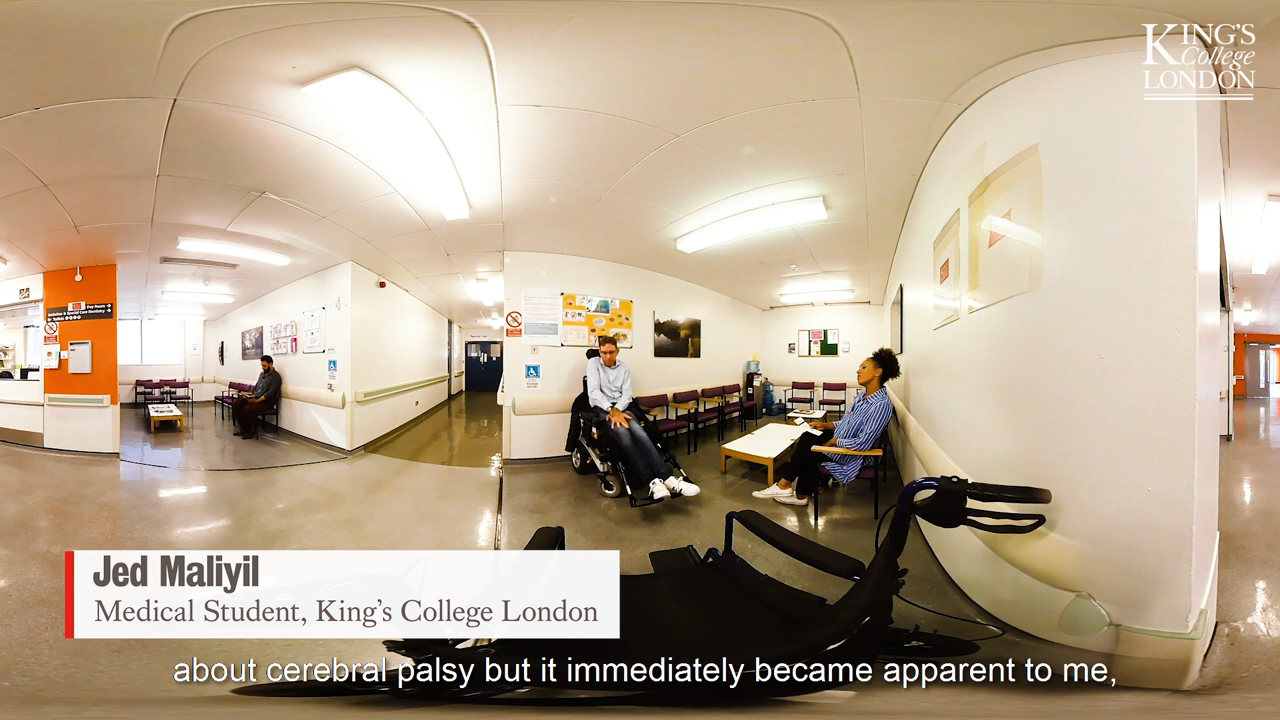 KING'S
College
LONDON
Jed Maliyil
Medical Student, King's College London
about cerebral palsy but it immediately became apparent to me,